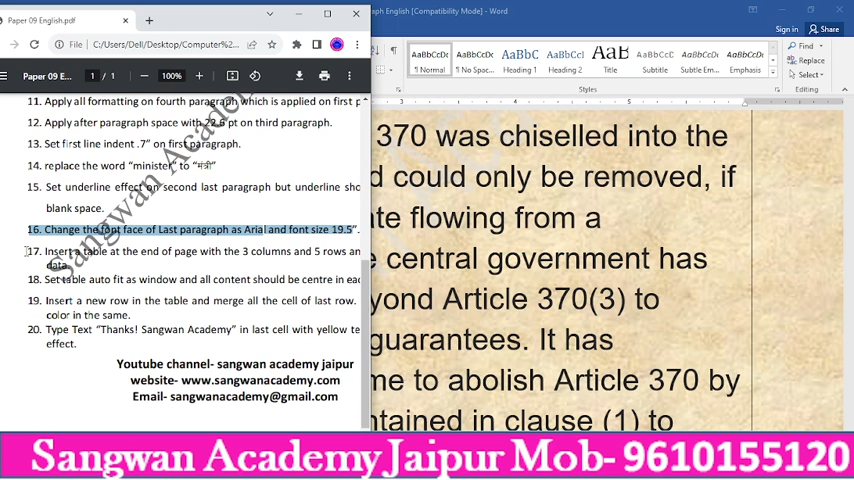 Paper 09 English.pdf
aph English [Compatibility Mode] - Word
Sign in
Share
File
C:/Users/Dell/Desktop/Computer%2...
Paper 09 E...
1 / 1
100%
AaBbCcDc
¶ Normal
AaBbCcDc
¶ No Spac...
AaBbC
Heading 1
AaBbCcl
Heading 2
AaB
Title
AaBbCcD
Subtitle
AaBbCcDc
Subtle Em...
AaBbCcDc
Emphasis
Styles
Find
Replace
Select
Editing
3
4
5
6
11. Apply all formatting on fourth paragraph which is applied on first p
12. Apply after paragraph space with 22.6 pt on third paragraph.
13. Set first line indent .7” on first paragraph.
14. replace the word “minister” to “मंत्री”
15. Set underline effect on second last paragraph but underline sho
blank space.
16. Change the font face of Last paragraph as Arial and font size 19.5”.
17. Insert a table at the end of page with the 3 columns and 5 rows an
data.
18. Set table auto fit as window and all content should be centre in eac
19. Insert a new row in the table and merge all the cell of last row.
color in the same.
20. Type Text “Thanks! Sangwan Academy” in last cell with yellow te
effect.
Sangwan Academy
Youtube channel- sangwan academy jaipur
website- www.sangwanacademy.com
Email- sangwanacademy@gmail.com
370 was chiselled into the
d could only be removed, if
ate flowing from a
e central government has
yond Article 370(3) to
guarantees. It has
me to abolish Article 370 by
ntained in clause (1) to
Sangwan Academy Jaipur Mob- 9610155120